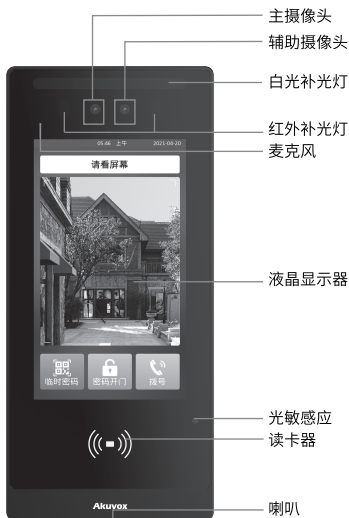 主摄像头
辅助摄像头
白光补光灯
红外补光灯
麦克风
05:46 上午 2021-04-20
请看屏幕
液晶显示器
临时密码 密码开门 拨号
光敏感应
读卡器
Akuvox
喇叭